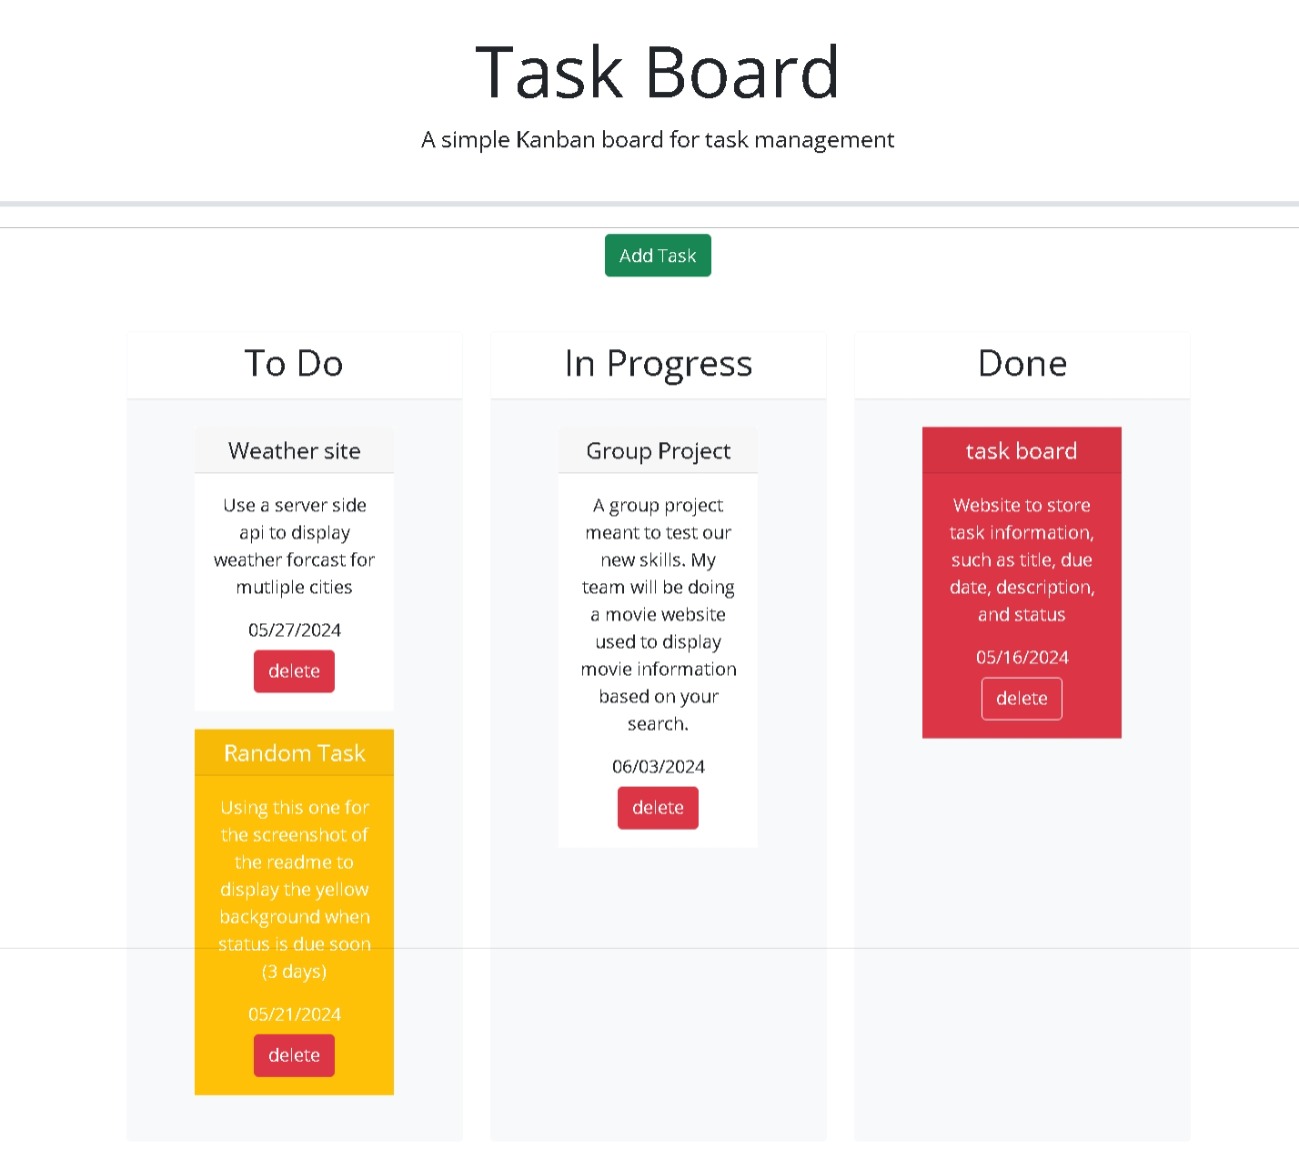 Task Board
A simple Kanban board for task management
Add Task
To Do
Weather site
Use a server side
api to display
weather forcast for
mutliple cities
05/27/2024
delete
Random Task
Using this one for
the screenshot of
the readme to
display the yellow
background when
status is due soon
(3 days)
05/21/2024
delete
In Progress
Group Project
A group project
meant to test our
new skills. My
team will be doing
a movie website
used to display
movie information
based on your
search.
06/03/2024
delete
Done
task board
Website to store
task information,
such as title, due
date, description,
and status
05/16/2024
delete